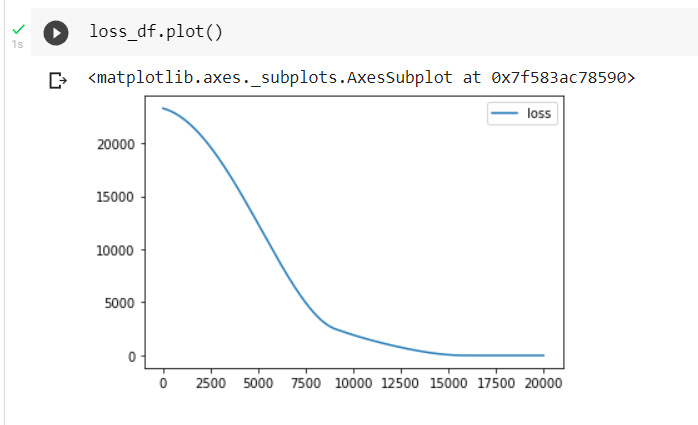 loss_df.plot()
1s
<matplotlib.axes._subplots.AxesSubplot at 0x7f583ac78590>
loss
20000
15000
10000
5000
0
0 2500 5000 7500 10000 12500 15000 17500 20000